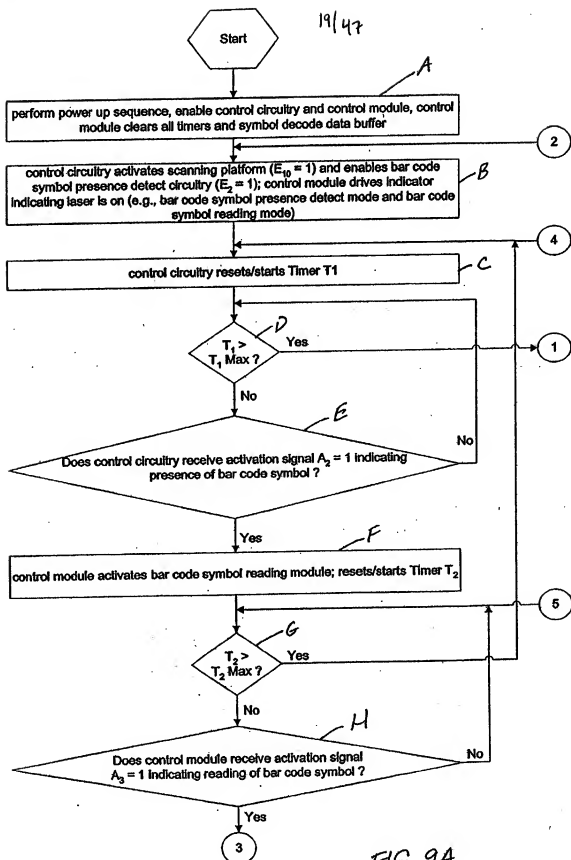 19/47
Start
A
perform power up sequence, enable control circuitry and control module, control
module clears all timers and symbol decode data buffer
2
control circuitry activates scanning platform (E10 = 1) and enables bar code
symbol presence detect circuitry (E2 = 1); control module drives indicator
indicating laser is on (e.g., bar code symbol presence detect mode and bar code
symbol reading mode)
B
4
control circuitry resets/starts Timer T1
C
D
T1 >
T1 Max ?
Yes
1
No
E
No
Does control circuitry receive activation signal A2 = 1 indicating
presence of bar code symbol ?
Yes
F
control module activates bar code symbol reading module; resets/starts Timer T2
5
G
T2 >
T2 Max ?
Yes
No
H
Does control module receive activation signal
A3 = 1 indicating reading of bar code symbol ?
No
Yes
3
FIG. 9A